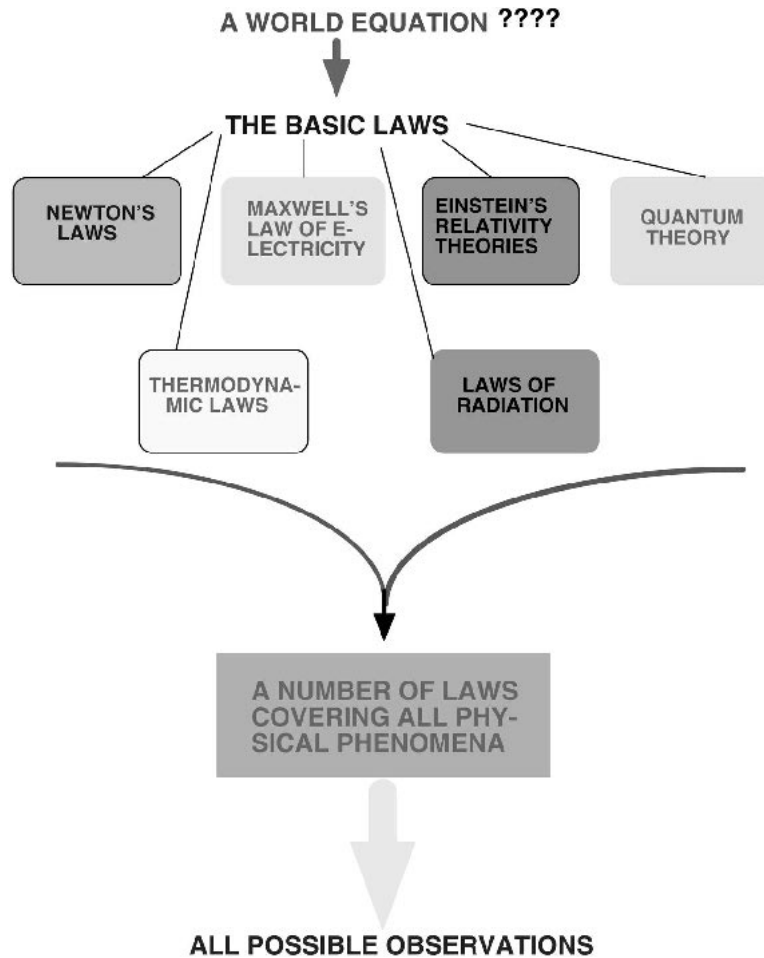 A WORLD EQUATION ????
THE BASIC LAWS
NEWTON'S
LAWS
MAXWELL'S
LAW OF E-
LECTRICITY
EINSTEIN'S
RELATIVITY
THEORIES
QUANTUM
THEORY
THERMODYNA-
MIC LAWS
LAWS OF
RADIATION
A NUMBER OF LAWS
COVERING ALL PHY-
SICAL PHENOMENA
ALL POSSIBLE OBSERVATIONS